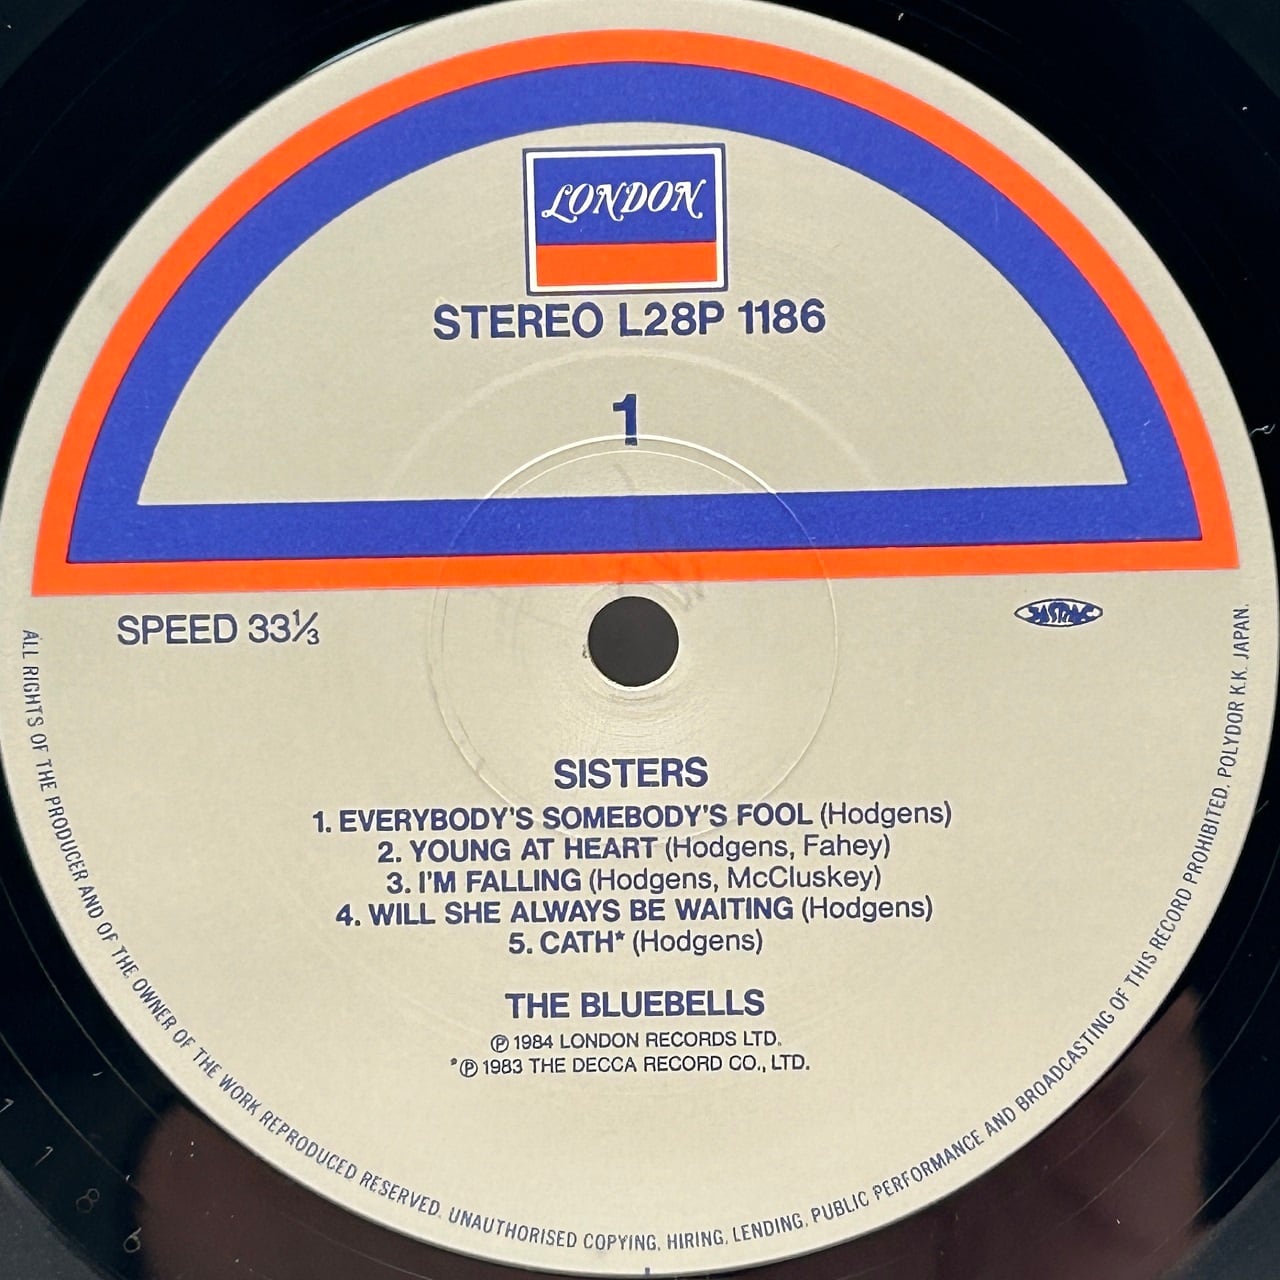 LONDON
STEREO L28P 1186
1
SPEED 33⅓
JASRAC
SISTERS
1. EVERYBODY'S SOMEBODY'S FOOL (Hodgens)
2. YOUNG AT HEART (Hodgens, Fahey)
3. I'M FALLING (Hodgens, McCluskey)
4. WILL SHE ALWAYS BE WAITING (Hodgens)
5. CATH* (Hodgens)
THE BLUEBELLS
℗ 1984 LONDON RECORDS LTD.
*℗ 1983 THE DECCA RECORD CO., LTD.
ALL RIGHTS OF THE PRODUCER AND OF THE OWNER OF THE WORK REPRODUCED RESERVED. UNAUTHORISED COPYING, HIRING, LENDING, PUBLIC PERFORMANCE AND BROADCASTING OF THIS RECORD PROHIBITED. POLYDOR K.K. JAPAN.